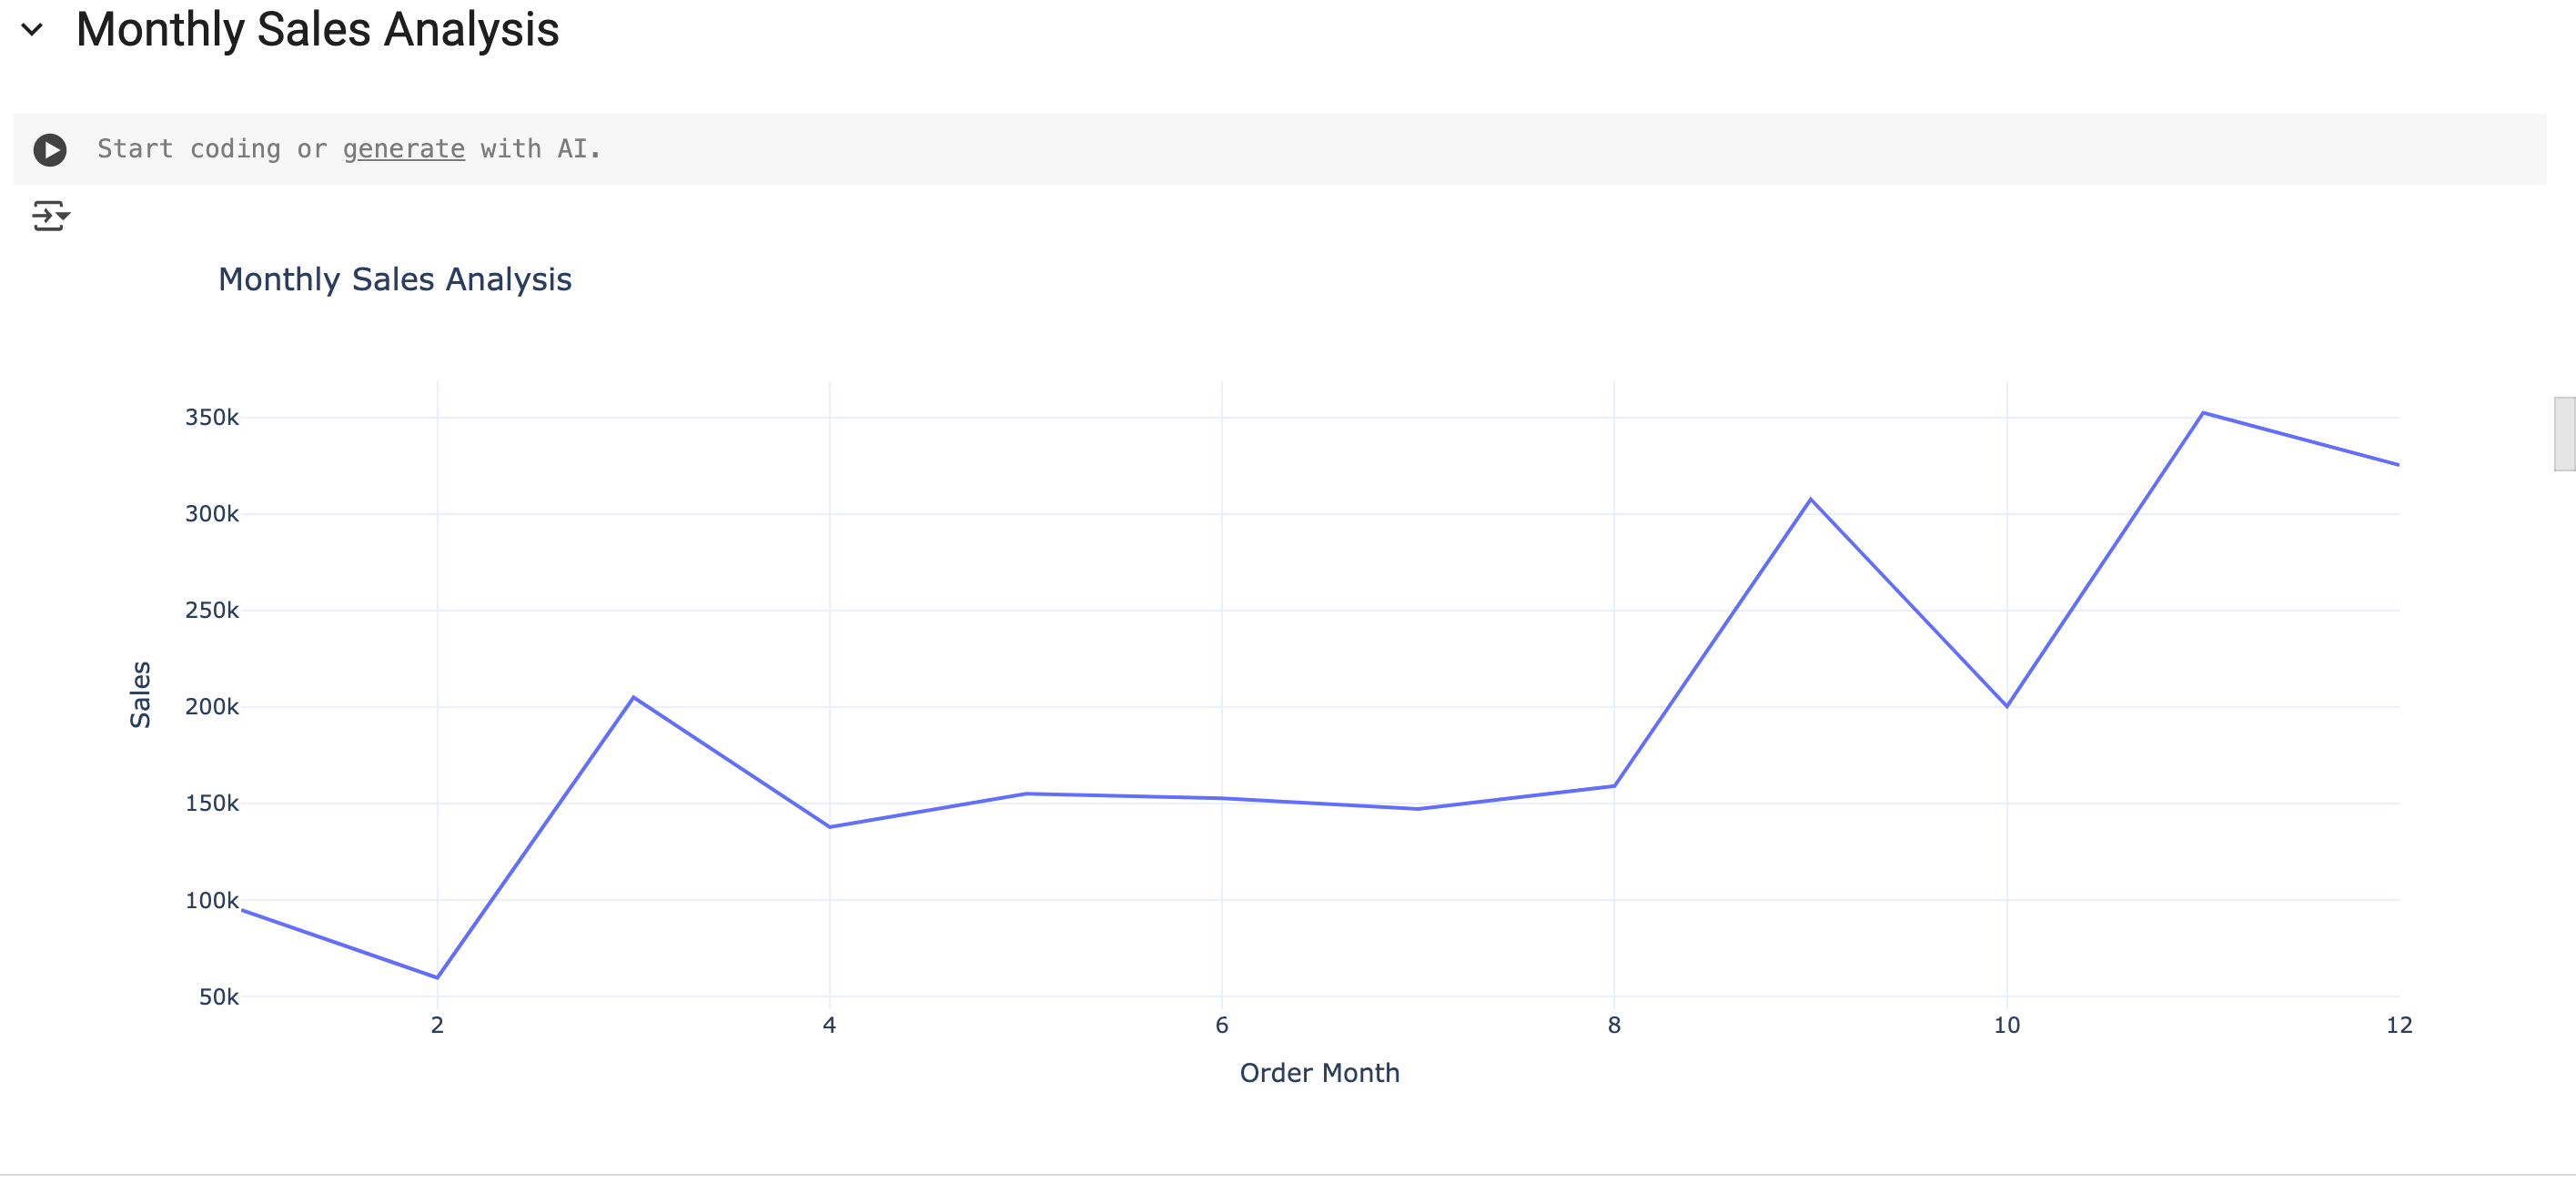 Monthly Sales Analysis
Start coding or generate with AI.
Monthly Sales Analysis
350k
300k
250k
200k
150k
100k
50k
Sales
2 4 6 8 10 12
Order Month